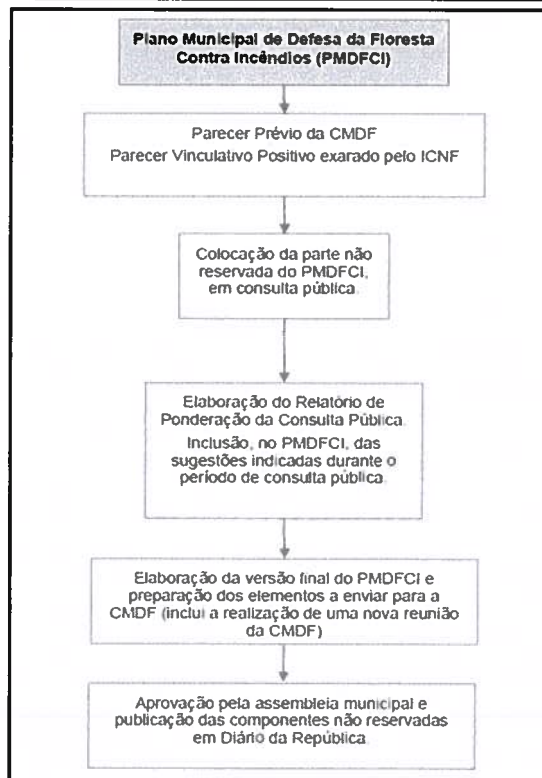 Plano Municipal de Defesa da Floresta
Contra Incêndios (PMDFCI)
Parecer Prévio da CMDF
Parecer Vinculativo Positivo exarado pelo ICNF
Colocação da parte não
reservada do PMDFCI,
em consulta pública.
Elaboração do Relatório de
Ponderação da Consulta Pública.
Inclusão, no PMDFCI, das
sugestões indicadas durante o
período de consulta pública.
Elaboração da versão final do PMDFCI e
preparação dos elementos a enviar para a
CMDF (inclui a realização de uma nova reunião
da CMDF)
Aprovação pela assembleia municipal e
publicação das componentes não reservadas
em Diário da República.